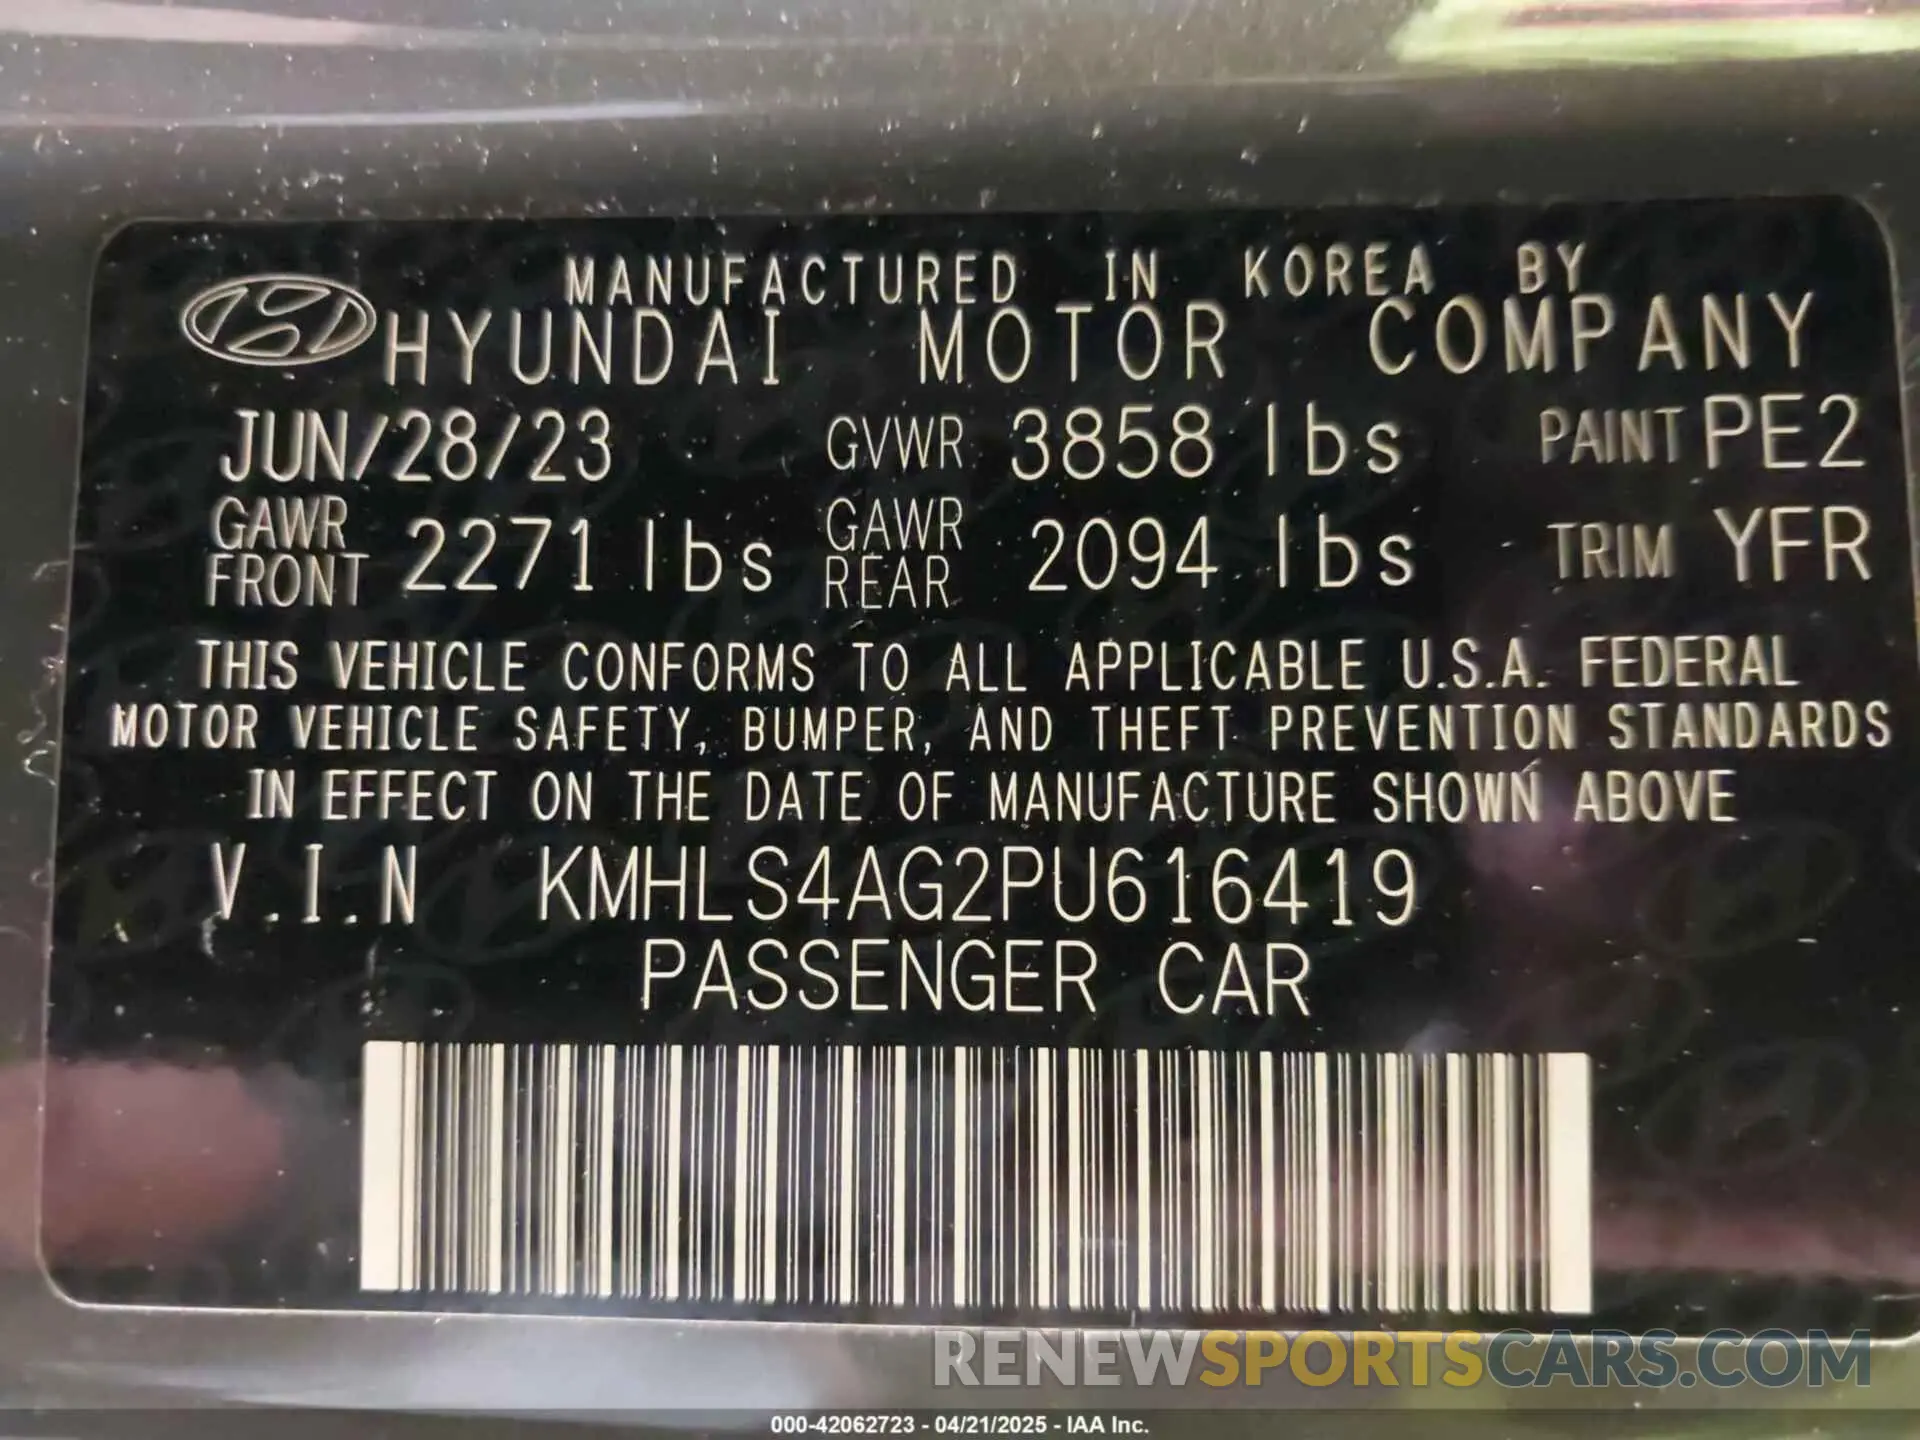 MANUFACTURED IN KOREA BY
HYUNDAI MOTOR COMPANY
JUN/28/23 GVWR 3858 lbs PAINT PE2
GAWR FRONT 2271 lbs GAWR REAR 2094 lbs TRIM YFR
THIS VEHICLE CONFORMS TO ALL APPLICABLE U.S.A. FEDERAL
MOTOR VEHICLE SAFETY, BUMPER, AND THEFT PREVENTION STANDARDS
IN EFFECT ON THE DATE OF MANUFACTURE SHOWN ABOVE
V.I.N KMHLS4AG2PU616419
PASSENGER CAR
RENEWSPORTSCARS.COM
000-42062723 - 04/21/2025 - IAA Inc.